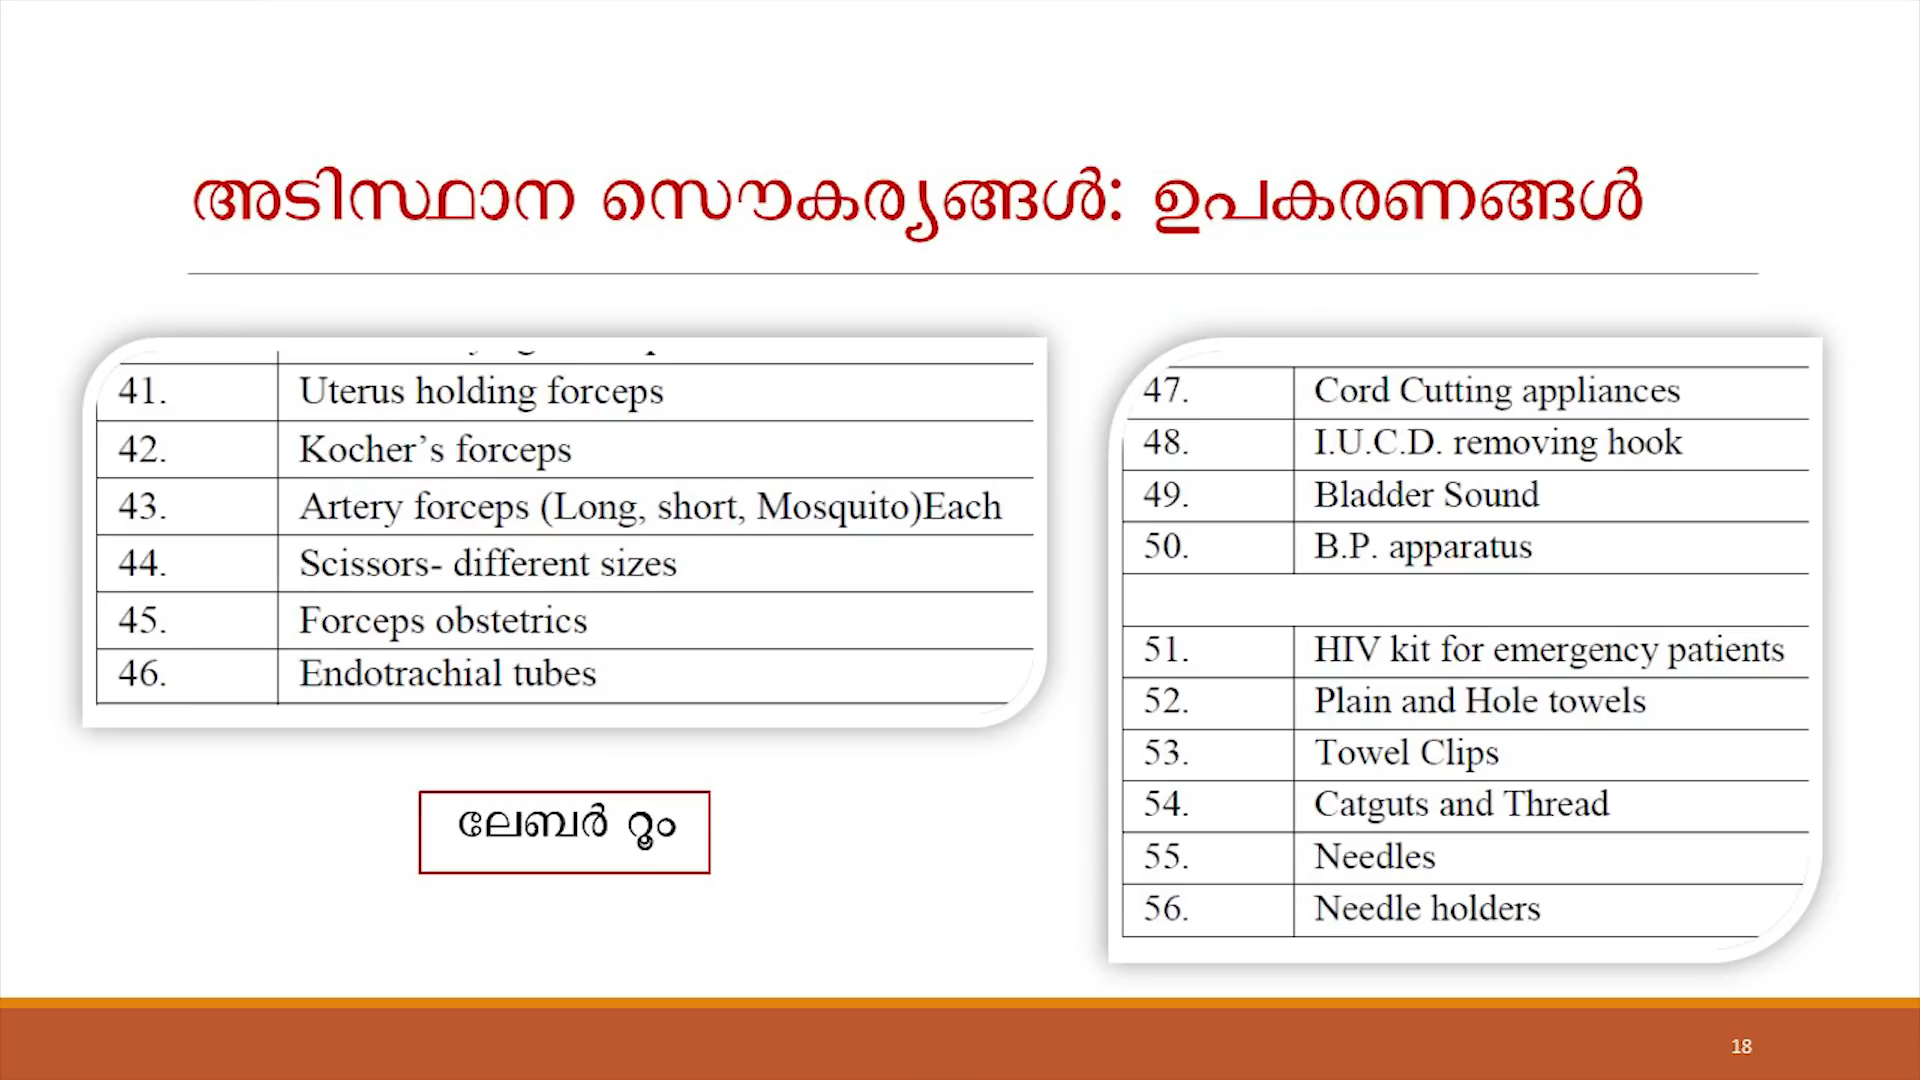 അടിസ്ഥാന സൌകര്യങ്ങൾ: ഉപകരണങ്ങൾ
41. Uterus holding forceps
42. Kocher’s forceps
43. Artery forceps (Long, short, Mosquito)Each
44. Scissors- different sizes
45. Forceps obstetrics
46. Endotrachial tubes
ലേബർ റൂം
47. Cord Cutting appliances
48. I.U.C.D. removing hook
49. Bladder Sound
50. B.P. apparatus
51. HIV kit for emergency patients
52. Plain and Hole towels
53. Towel Clips
54. Catguts and Thread
55. Needles
56. Needle holders
18